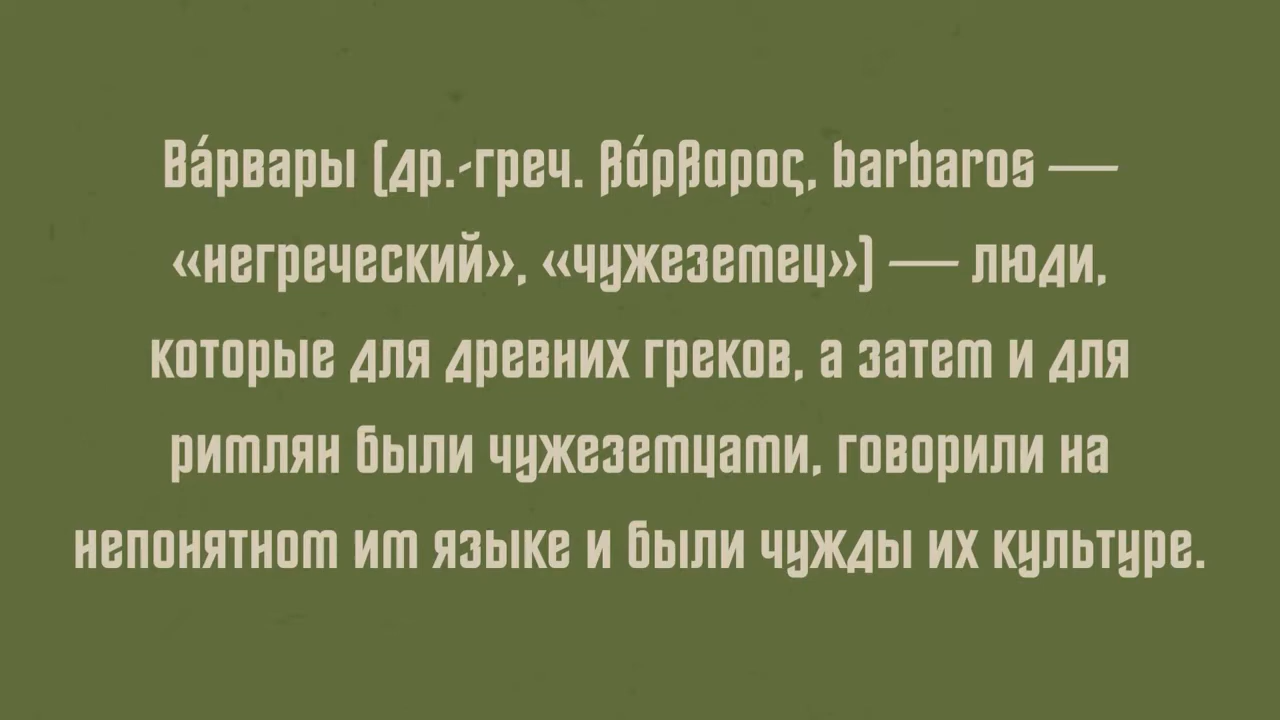 Ва́рвары (др.-греч. βάρβαρος, barbaros —
«негреческий», «чужеземец») — люди,
которые для древних греков, а затем и для
римлян были чужеземцами, говорили на
непонятном им языке и были чужды их культуре.